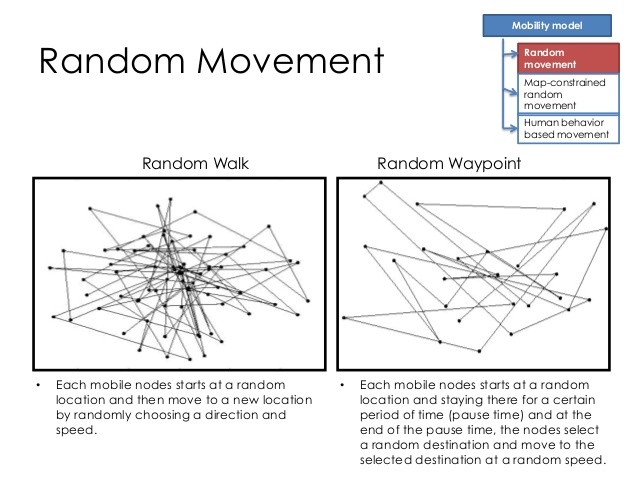 Mobility model
Random Movement
Random
movement
Map-constrained
random
movement
Human behavior
based movement
Random Walk
Random Waypoint
• Each mobile nodes starts at a random
location and then move to a new location
by randomly choosing a direction and
speed.
• Each mobile nodes starts at a random
location and staying there for a certain
period of time (pause time) and at the
end of the pause time, the nodes select
a random destination and move to the
selected destination at a random speed.